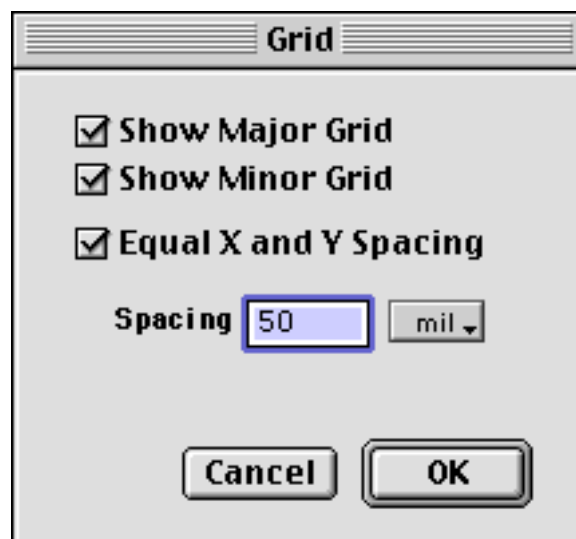 Grid
Show Major Grid
Show Minor Grid
Equal X and Y Spacing
Spacing 50 mil
Cancel OK